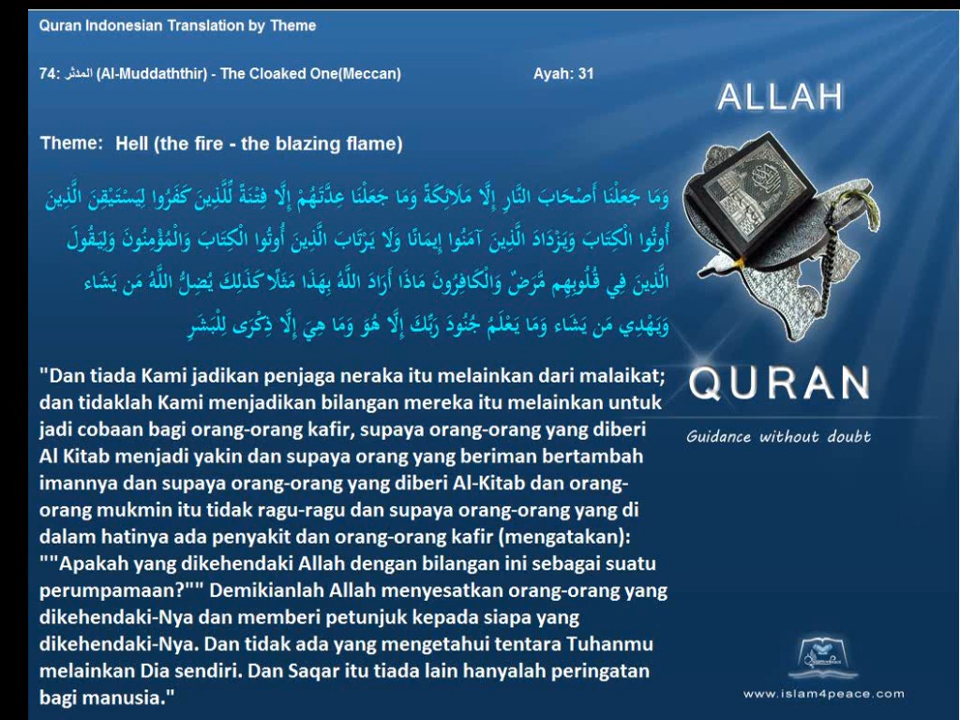 Quran Indonesian Translation by Theme
74: المدثر (Al-Muddaththir) - The Cloaked One(Meccan) Ayah: 31
Theme: Hell (the fire - the blazing flame)
وَمَا جَعَلْنَا أَصْحَابَ النَّارِ إِلَّا مَلَائِكَةً وَمَا جَعَلْنَا عِدَّتَهُمْ إِلَّا فِتْنَةً لِّلَّذِينَ كَفَرُوا لِيَسْتَيْقِنَ الَّذِينَ
أُوتُوا الْكِتَابَ وَيَزْدَادَ الَّذِينَ آمَنُوا إِيمَانًا وَلَا يَرْتَابَ الَّذِينَ أُوتُوا الْكِتَابَ وَالْمُؤْمِنُونَ وَلِيَقُولَ
الَّذِينَ فِي قُلُوبِهِم مَّرَضٌ وَالْكَافِرُونَ مَاذَا أَرَادَ اللَّهُ بِهَذَا مَثَلًا كَذَلِكَ يُضِلُّ اللَّهُ مَن يَشَاء
وَيَهْدِي مَن يَشَاء وَمَا يَعْلَمُ جُنُودَ رَبِّكَ إِلَّا هُوَ وَمَا هِيَ إِلَّا ذِكْرَى لِلْبَشَرِ
"Dan tiada Kami jadikan penjaga neraka itu melainkan dari malaikat;
dan tidaklah Kami menjadikan bilangan mereka itu melainkan untuk
jadi cobaan bagi orang-orang kafir, supaya orang-orang yang diberi
Al Kitab menjadi yakin dan supaya orang yang beriman bertambah
imannya dan supaya orang-orang yang diberi Al-Kitab dan orang-
orang mukmin itu tidak ragu-ragu dan supaya orang-orang yang di
dalam hatinya ada penyakit dan orang-orang kafir (mengatakan):
""Apakah yang dikehendaki Allah dengan bilangan ini sebagai suatu
perumpamaan?"" Demikianlah Allah menyesatkan orang-orang yang
dikehendaki-Nya dan memberi petunjuk kepada siapa yang
dikehendaki-Nya. Dan tidak ada yang mengetahui tentara Tuhanmu
melainkan Dia sendiri. Dan Saqar itu tiada lain hanyalah peringatan
bagi manusia."
ALLAH
QURAN
Guidance without doubt
www.islam4peace.com